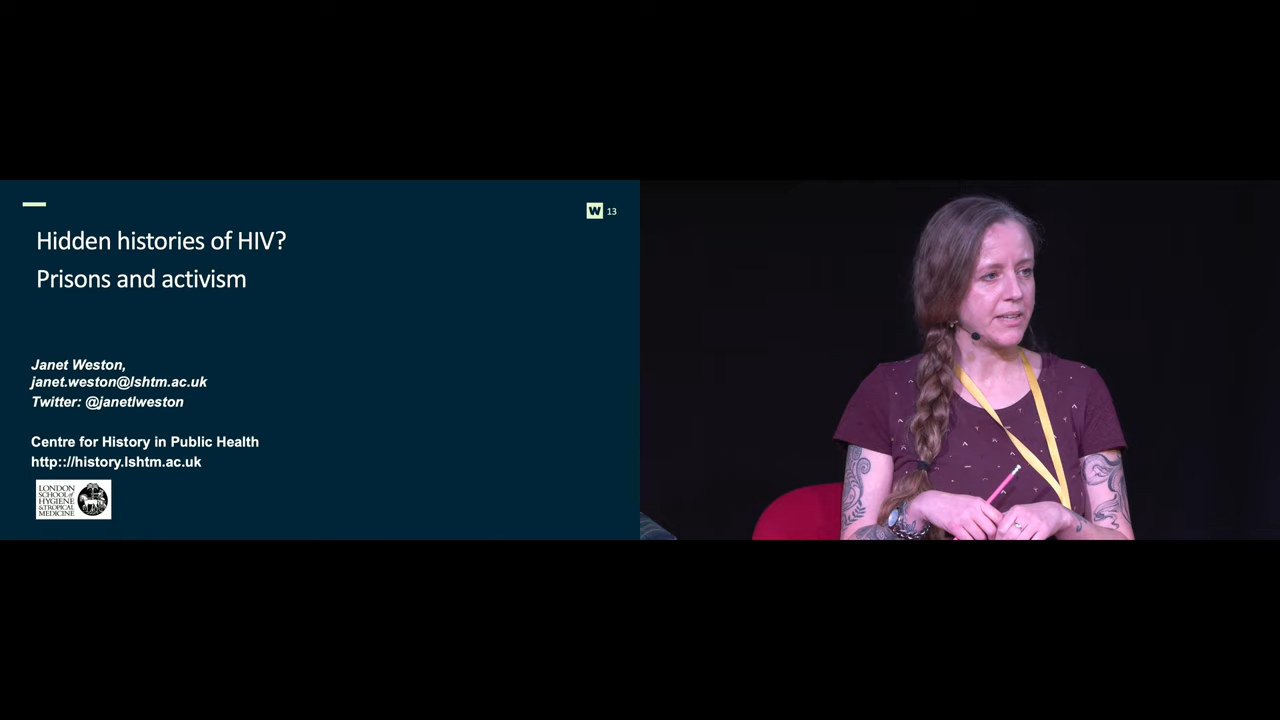 W 13
Hidden histories of HIV?
Prisons and activism
Janet Weston,
janet.weston@lshtm.ac.uk
Twitter: @janetlweston
Centre for History in Public Health
http:://history.lshtm.ac.uk
LONDON
SCHOOL of
HYGIENE
& TROPICAL
MEDICINE